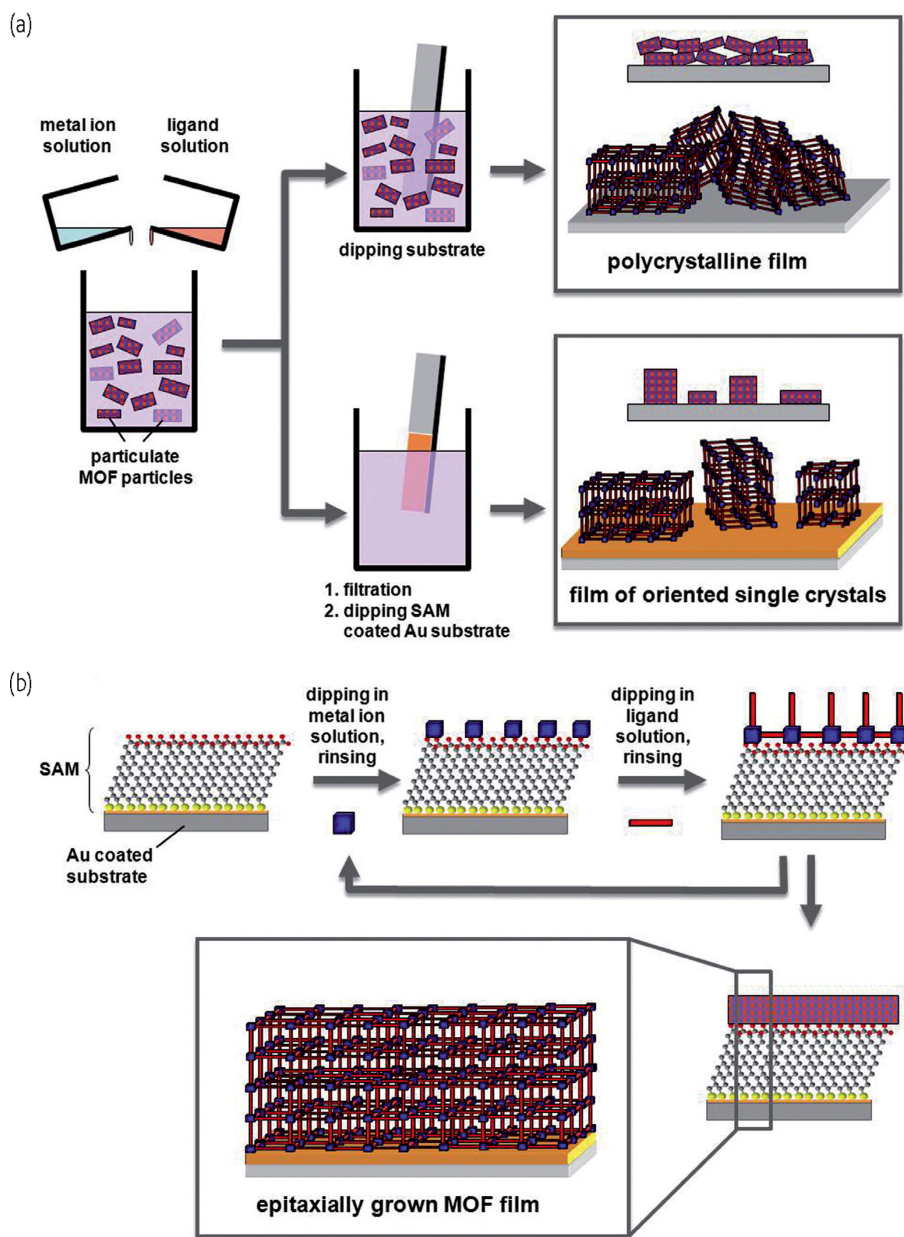 (a)
metal ion
solution
ligand
solution
particulate
MOF particles
dipping substrate
polycrystalline film
1. filtration
2. dipping SAM
coated Au substrate
film of oriented single crystals
(b)
SAM
Au coated
substrate
dipping in
metal ion
solution,
rinsing
dipping in
ligand
solution,
rinsing
epitaxially grown MOF film